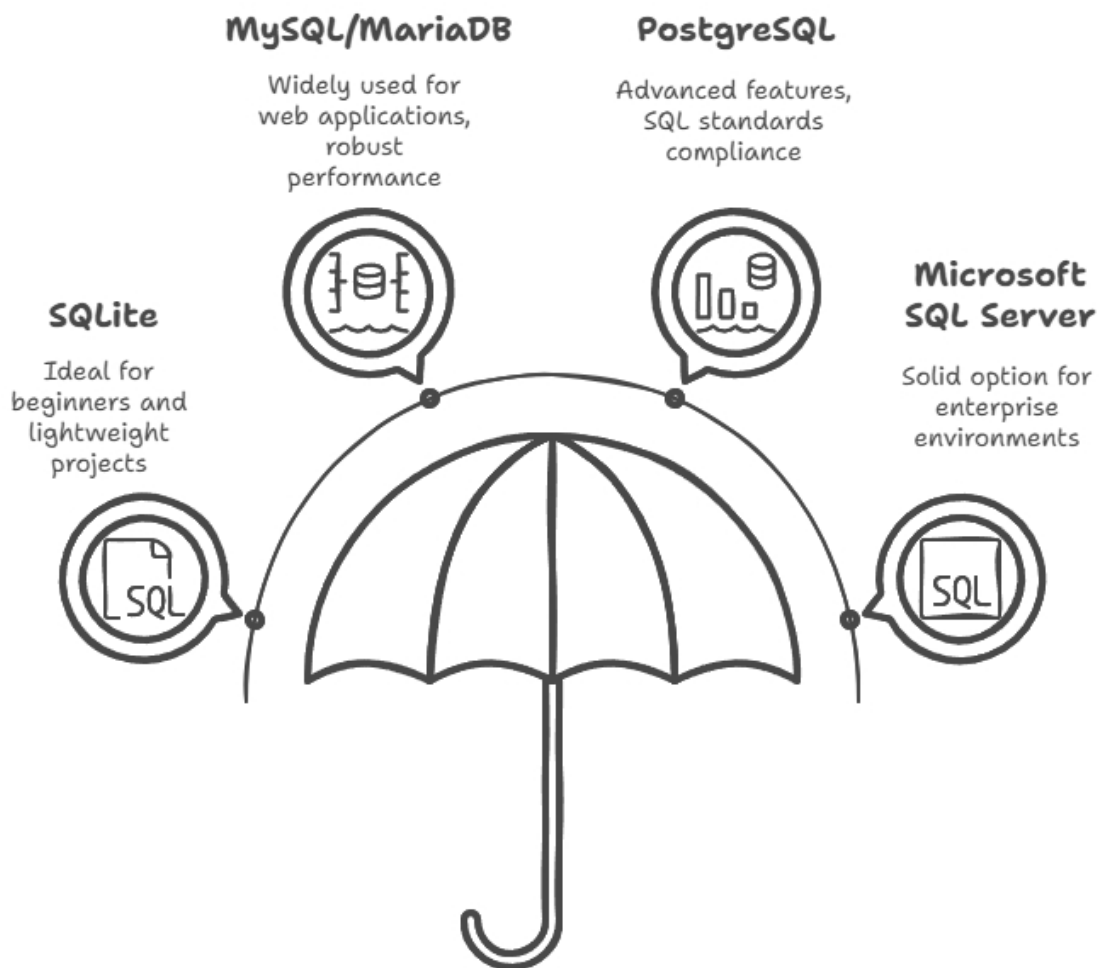 MySQL/MariaDB
Widely used for
web applications,
robust
performance
PostgreSQL
Advanced features,
SQL standards
compliance
SQLite
Ideal for
beginners and
lightweight
projects
Microsoft
SQL Server
Solid option for
enterprise
environments
SQL
SQL